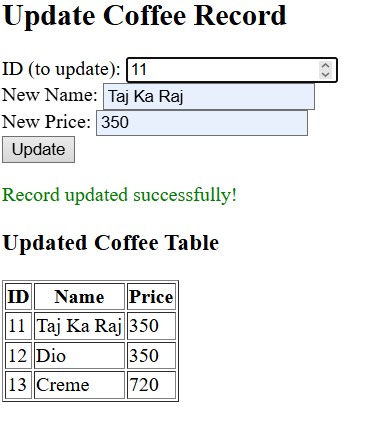 Update Coffee Record
ID (to update): 11
New Name: Taj Ka Raj
New Price: 350
Update
Record updated successfully!
Updated Coffee Table
ID Name Price
11 Taj Ka Raj 350
12 Dio 350
13 Creme 720